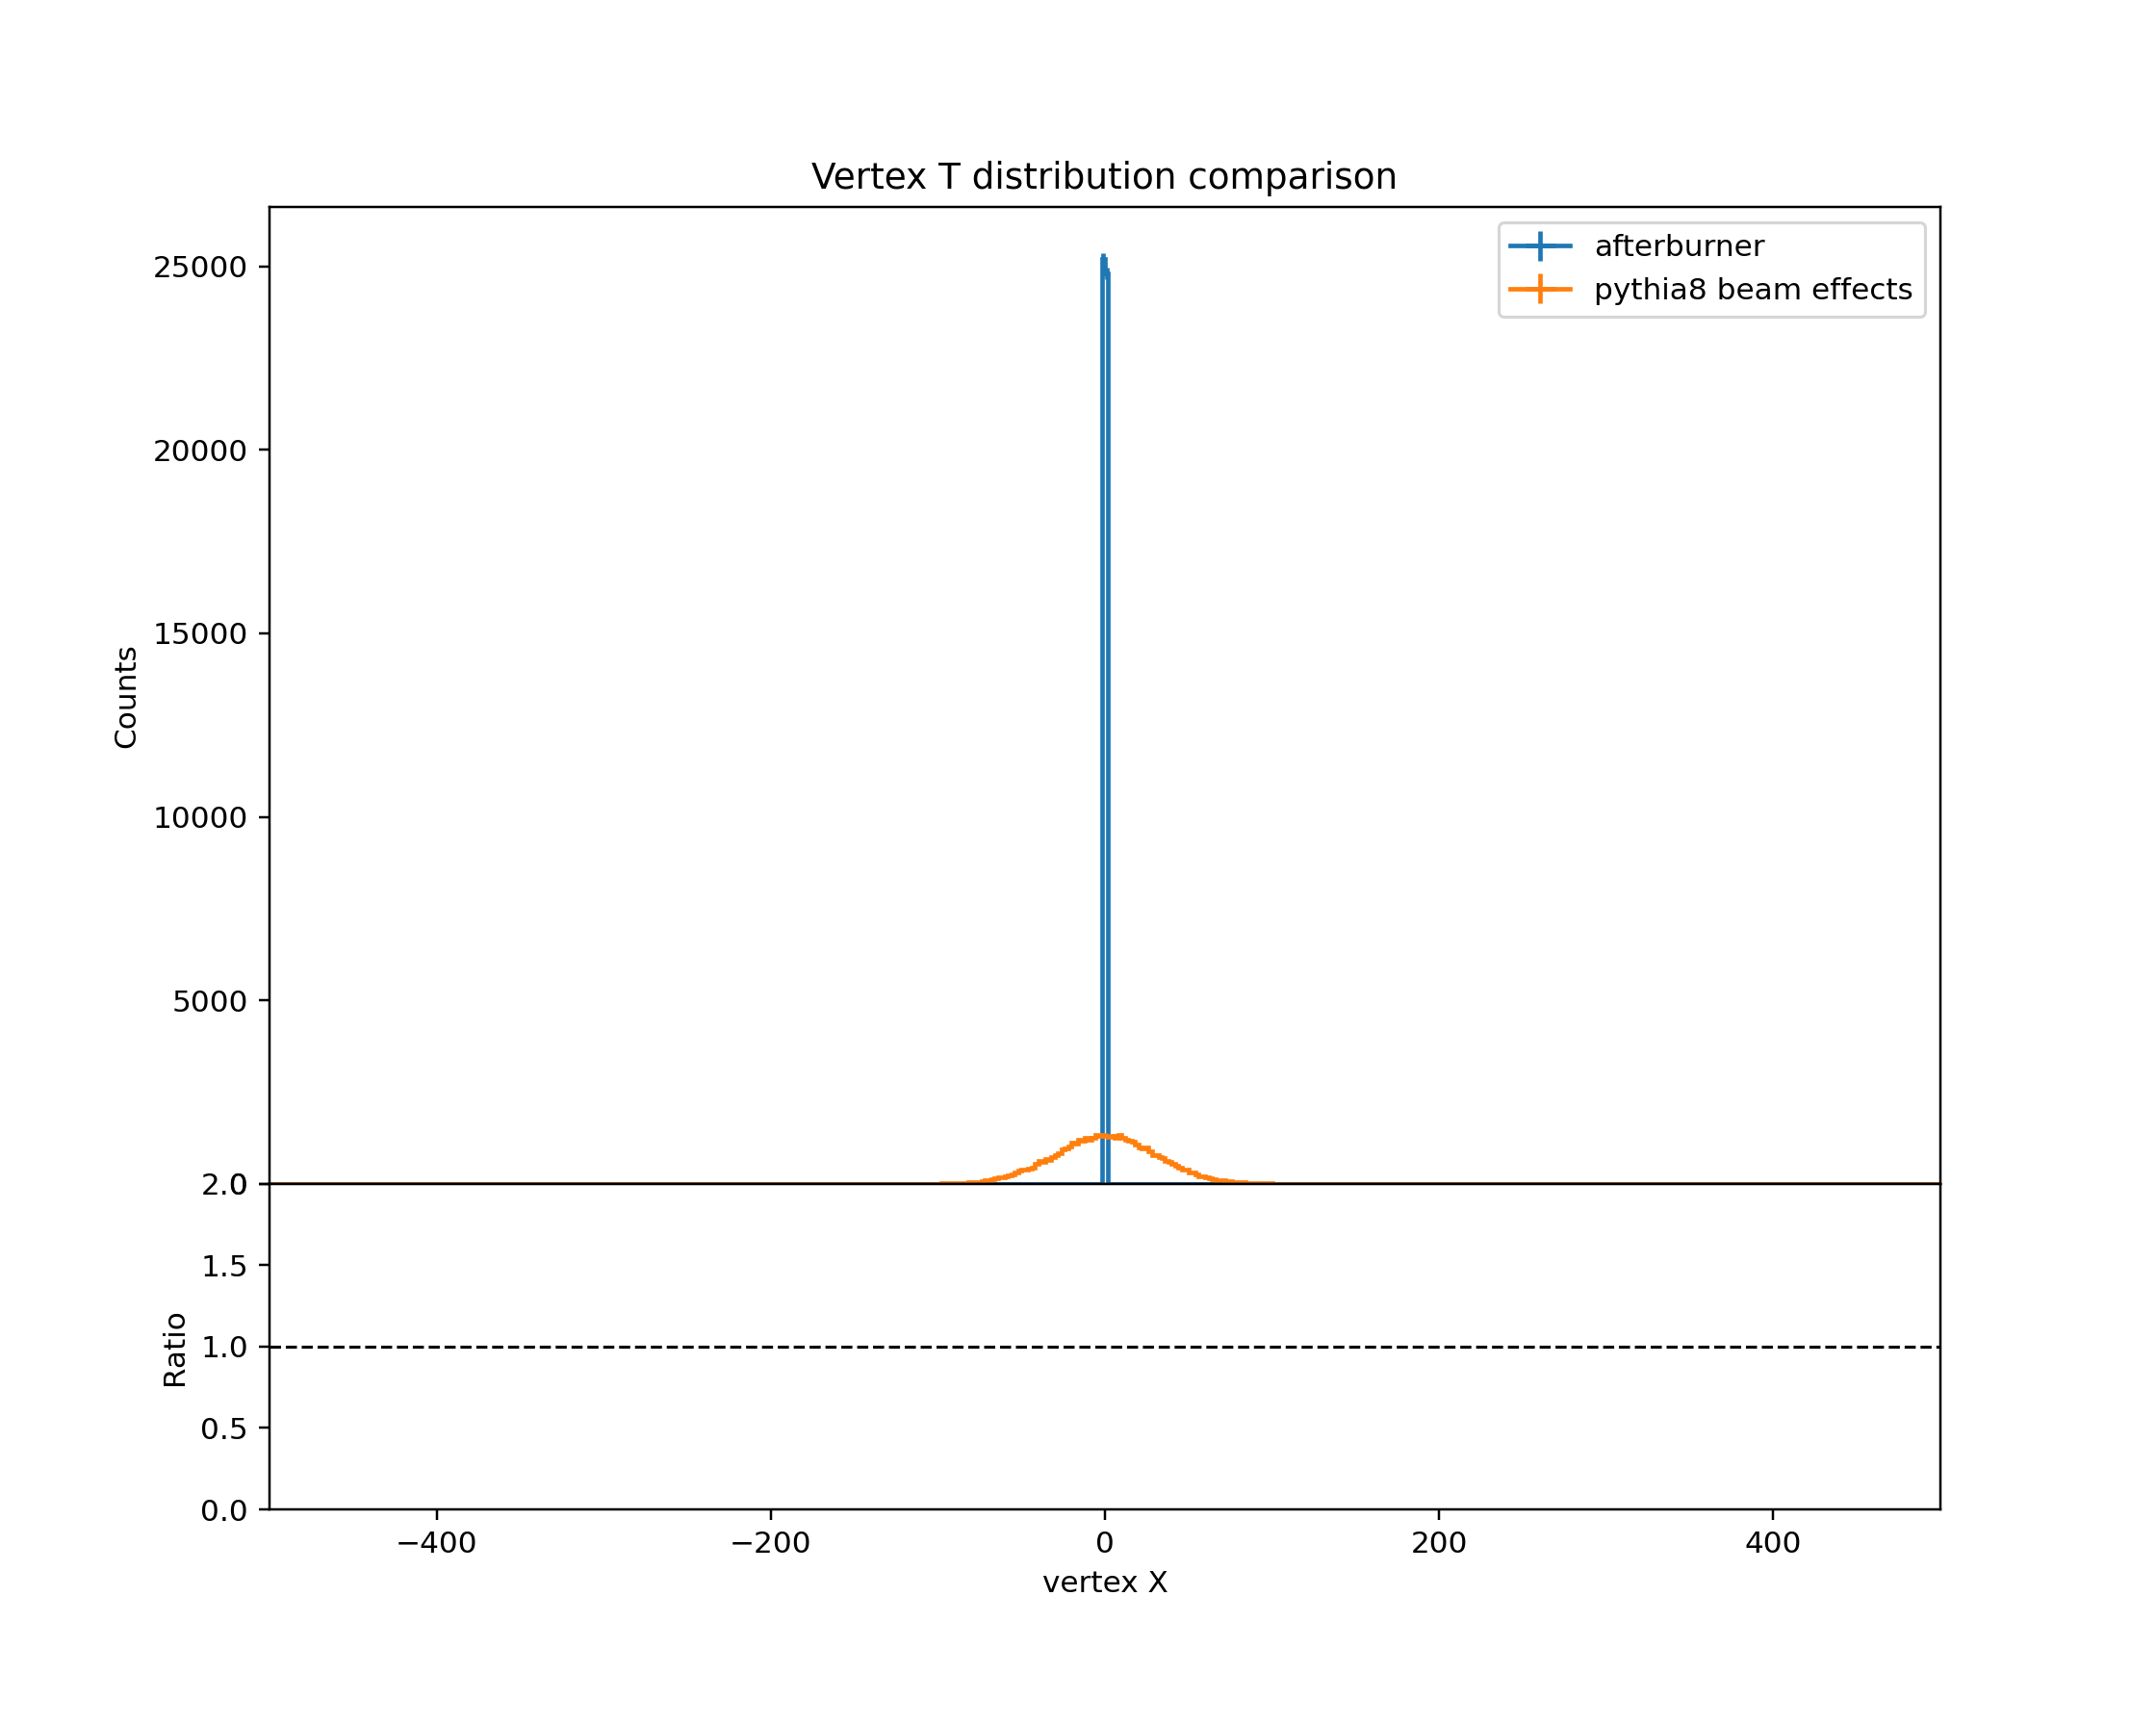 Vertex T distribution comparison
afterburner
pythia8 beam effects
25000
20000
15000
10000
5000
Counts
2.0
1.5
1.0
0.5
0.0
Ratio
−400
−200
0
200
400
vertex X